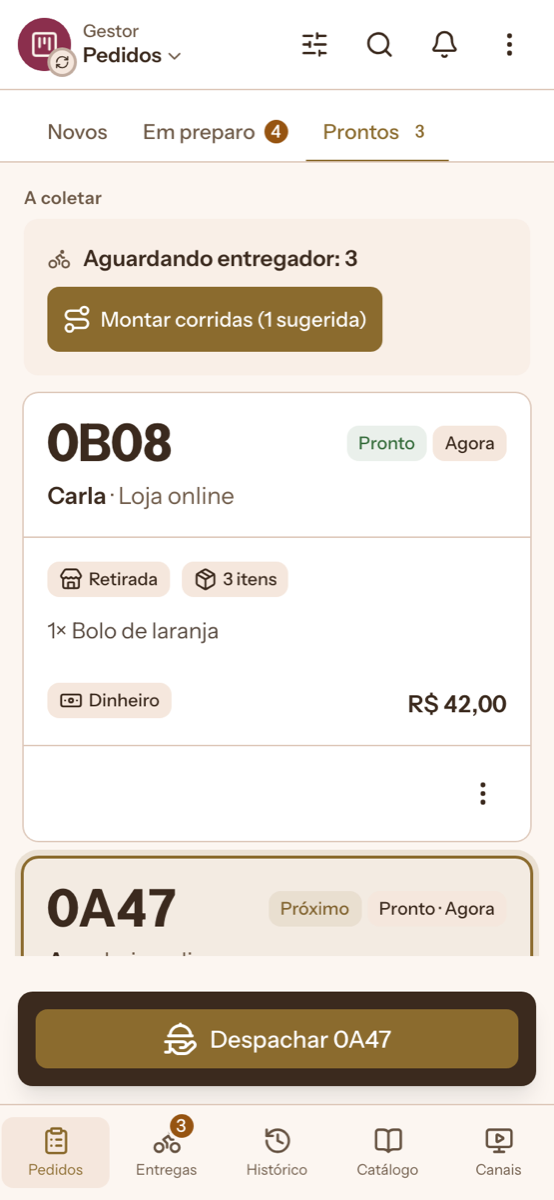 Gestor
Pedidos
Novos
Em preparo 4
Prontos 3
A coletar
Aguardando entregador: 3
Montar corridas (1 sugerida)
0B08
Pronto
Agora
Carla · Loja online
Retirada
3 itens
1× Bolo de laranja
Dinheiro
R$ 42,00
0A47
Próximo
Pronto · Agora
Despachar 0A47
3
Pedidos
Entregas
Histórico
Catálogo
Canais